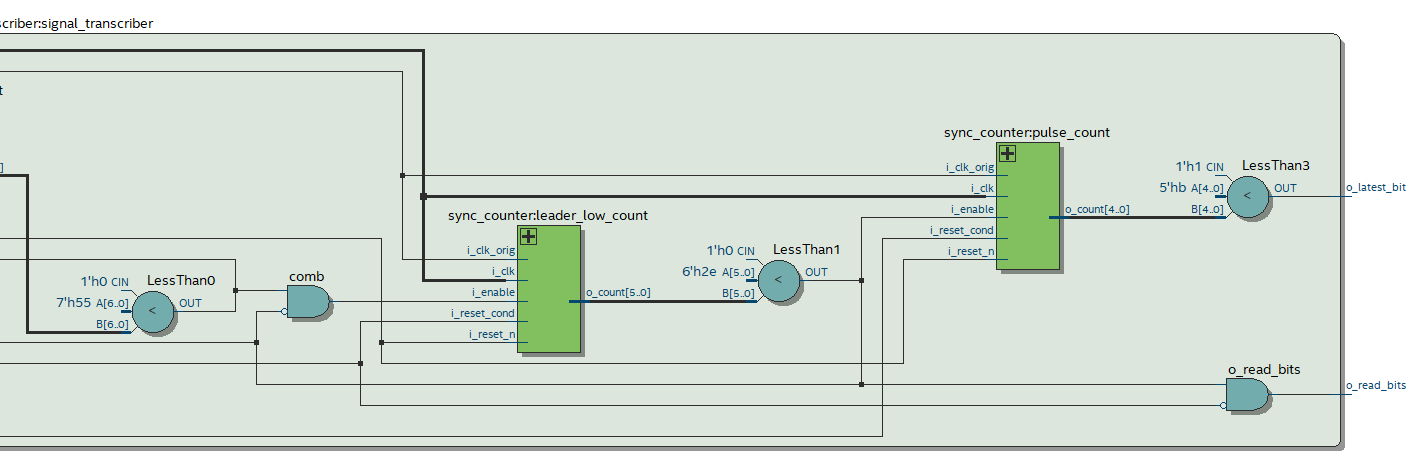 scriber:signal_transcriber
t
]
sync_counter:pulse_count
i_clk_orig
i_clk
i_enable
i_reset_cond
i_reset_n
o_count[4..0]
1'h1 CIN
LessThan3
5'hb A[4..0]
B[4..0]
OUT
o_latest_bit
sync_counter:leader_low_count
i_clk_orig
i_clk
i_enable
i_reset_cond
i_reset_n
o_count[5..0]
1'h0 CIN
LessThan1
6'h2e A[5..0]
B[5..0]
OUT
1'h0 CIN
LessThan0
7'h55 A[6..0]
B[6..0]
OUT
comb
o_read_bits
o_read_bits